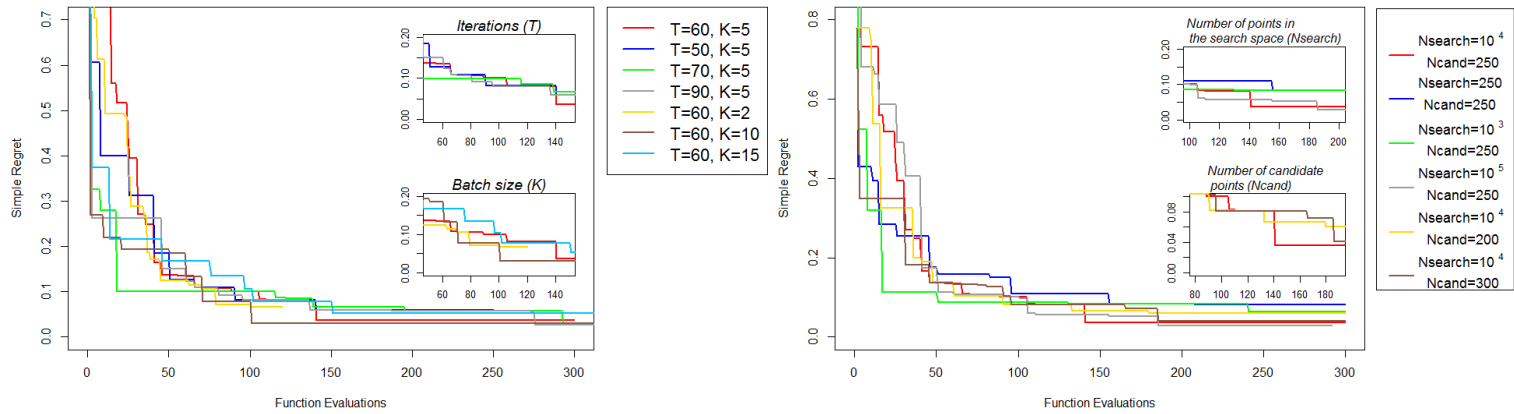 Simple Regret
0.7
0.6
0.5
0.4
0.3
0.2
0.1
0.0
0 50 100 150 200 250 300
Function Evaluations
Iterations (T)
0.20
0.10
0.00
60 80 100 120 140
Batch size (K)
0.20
0.10
0.00
60 80 100 120 140
T=60, K=5
T=50, K=5
T=70, K=5
T=90, K=5
T=60, K=2
T=60, K=10
T=60, K=15
Simple Regret
0.8
0.6
0.4
0.2
0.0
0 50 100 150 200 250 300
Function Evaluations
Number of points in
the search space (Nsearch)
0.20
0.10
0.00
100 120 140 160 180 200
Number of candidate
points (Ncand)
0.08
0.04
0.00
80 100 120 140 160 180
Nsearch=10 4
Ncand=250
Nsearch=250
Ncand=250
Nsearch=10 3
Ncand=250
Nsearch=10 5
Ncand=250
Nsearch=10 4
Ncand=200
Nsearch=10 4
Ncand=300